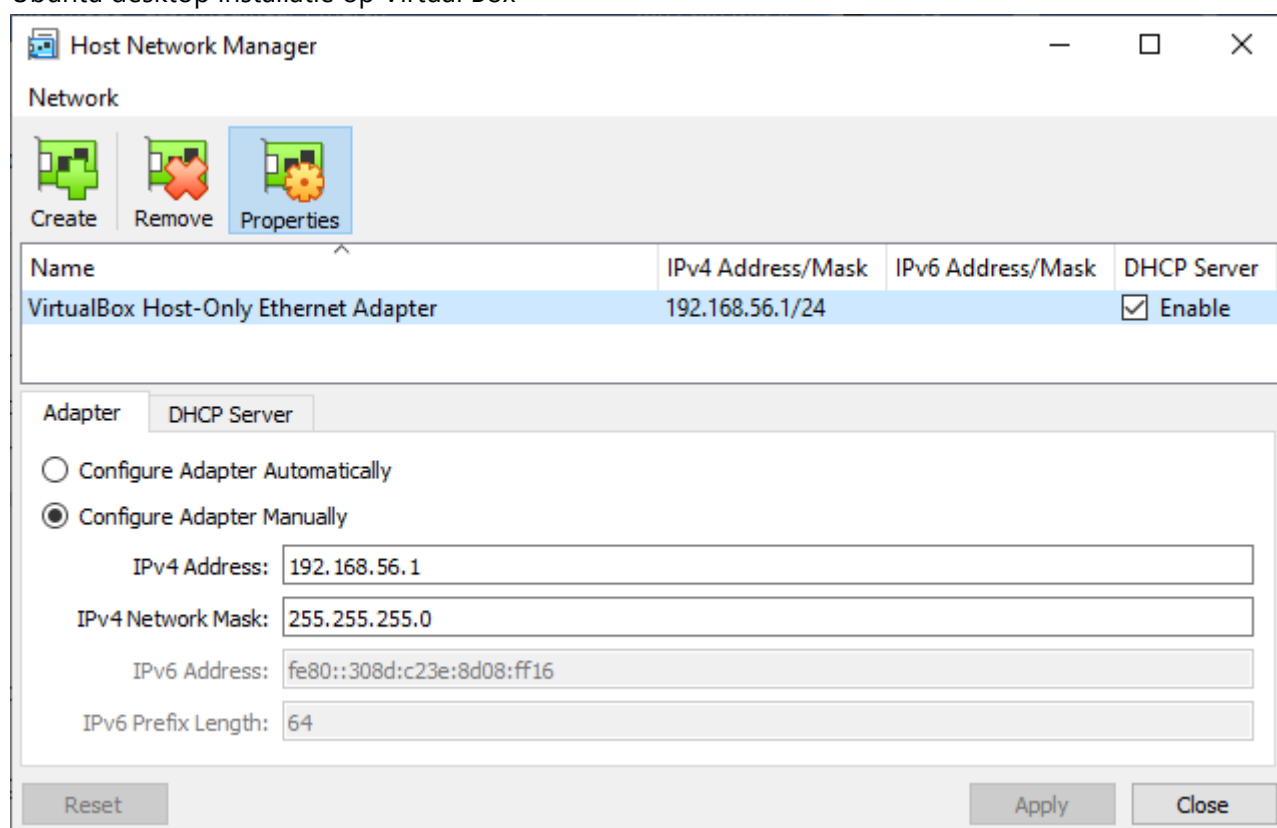 Ubuntu desktop installatie op Virtual Box
Host Network Manager
Network
Create Remove Properties
Name IPv4 Address/Mask IPv6 Address/Mask DHCP Server
VirtualBox Host-Only Ethernet Adapter 192.168.56.1/24 Enable
Adapter DHCP Server
Configure Adapter Automatically
Configure Adapter Manually
IPv4 Address: 192.168.56.1
IPv4 Network Mask: 255.255.255.0
IPv6 Address: fe80::308d:c23e:8d08:ff16
IPv6 Prefix Length: 64
Reset Apply Close